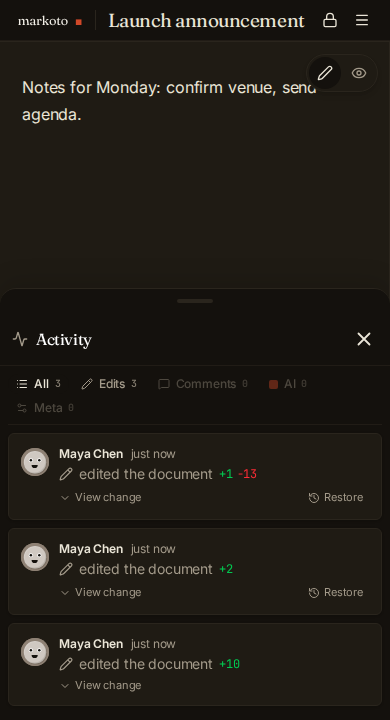 markoto
Launch announcement
Notes for Monday: confirm venue, send
agenda.
Activity
All 3 Edits 3 Comments 0 AI 0
Meta 0
Maya Chen just now
edited the document +1 -13
View change Restore
Maya Chen just now
edited the document +2
View change Restore
Maya Chen just now
edited the document +10
View change